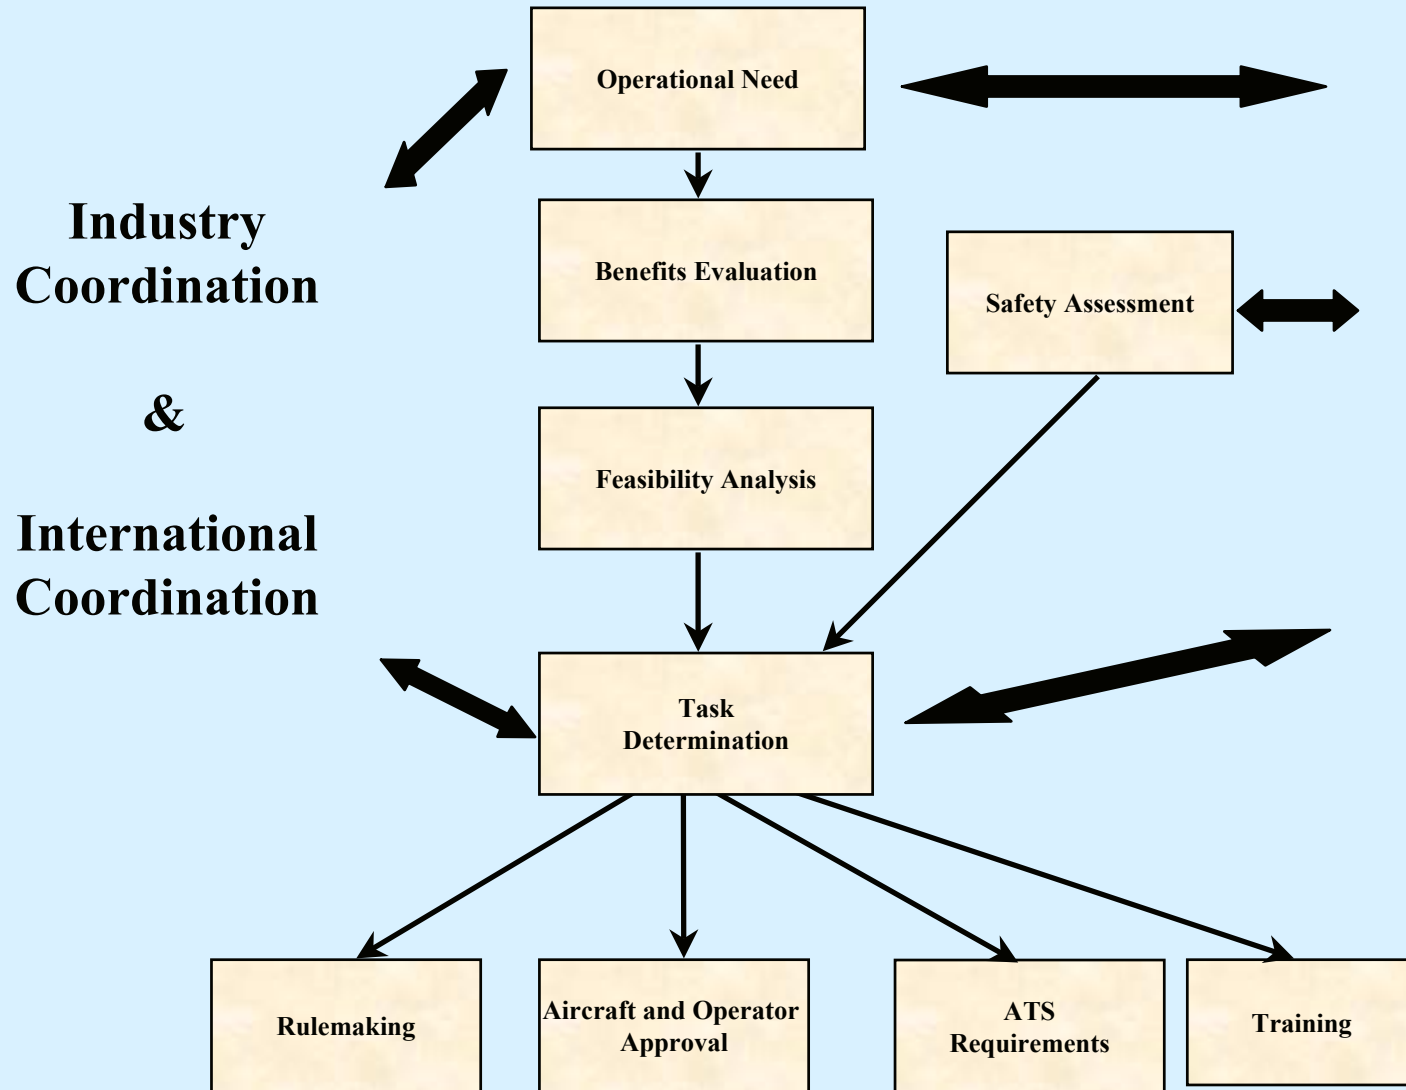 Operational Need
Industry
Coordination
&
International
Coordination
Benefits Evaluation
Safety Assessment
Feasibility Analysis
Task
Determination
Rulemaking
Aircraft and Operator
Approval
ATS
Requirements
Training